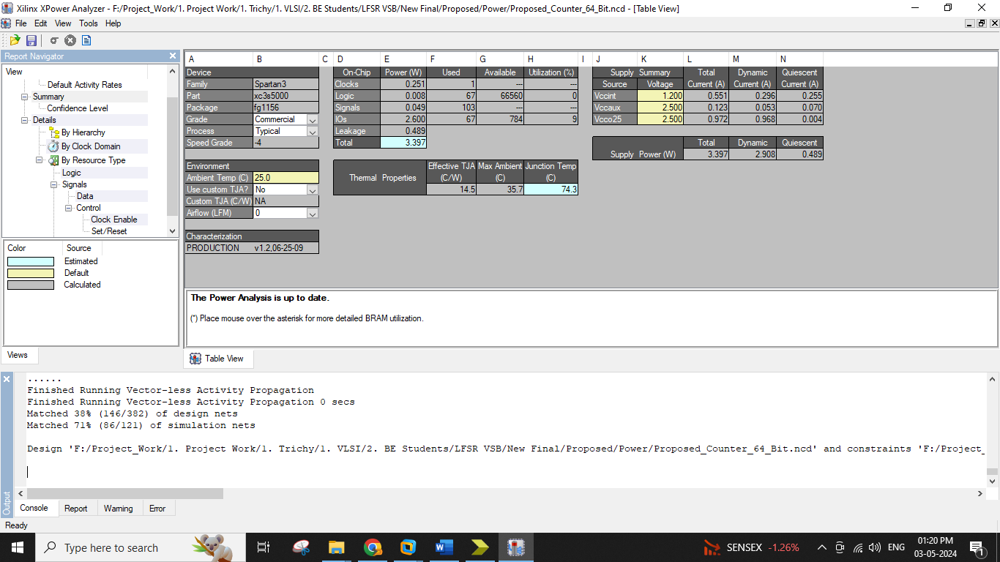 Xilinx XPower Analyzer - F:/Project_Work/1. Project Work/1. Trichy/1. VLSI/2. BE Students/LFSR VSB/New Final/Proposed/Power/Proposed_Counter_64_Bit.ncd - [Table View]
File Edit View Tools Help
Report Navigator
View
Default Activity Rates
Summary
Confidence Level
Details
By Hierarchy
By Clock Domain
By Resource Type
Logic
Signals
Data
Control
Clock Enable
Set/Reset
Color Source
Estimated
Default
Calculated
Views
A B C D E F G H I J K L M N
Device
Family Spartan3
Part xc3s5000
Package fg1156
Grade Commercial
Process Typical
Speed Grade -4
Environment
Ambient Temp (C) 25.0
Use custom TJA? No
Custom TJA (C/W) NA
Airflow (LFM) 0
Characterization
PRODUCTION v1.2,06-25-09
On-Chip Power (W) Used Available Utilization (%)
Clocks 0.251 1 --- ---
Logic 0.008 67 66560 0
Signals 0.049 103 --- ---
IOs 2.600 67 784 9
Leakage 0.489
Total 3.397
Effective TJA Max Ambient Junction Temp
Thermal Properties (C/W) (C) (C)
14.5 35.7 74.3
Supply Summary Total Dynamic Quiescent
Source Voltage Current (A) Current (A) Current (A)
Vccint 1.200 0.551 0.296 0.255
Vccaux 2.500 0.123 0.053 0.070
Vcco25 2.500 0.972 0.968 0.004
Total Dynamic Quiescent
Supply Power (W) 3.397 2.908 0.489
The Power Analysis is up to date.
(*) Place mouse over the asterisk for more detailed BRAM utilization.
Table View
......
Finished Running Vector-less Activity Propagation
Finished Running Vector-less Activity Propagation 0 secs
Matched 38% (146/382) of design nets
Matched 71% (86/121) of simulation nets
Design 'F:/Project_Work/1. Project Work/1. Trichy/1. VLSI/2. BE Students/LFSR VSB/New Final/Proposed/Power/Proposed_Counter_64_Bit.ncd' and constraints 'F:/Project_
Output
Console Report Warning Error
Ready
Type here to search
SENSEX -1.26%
ENG
01:20 PM
03-05-2024
1